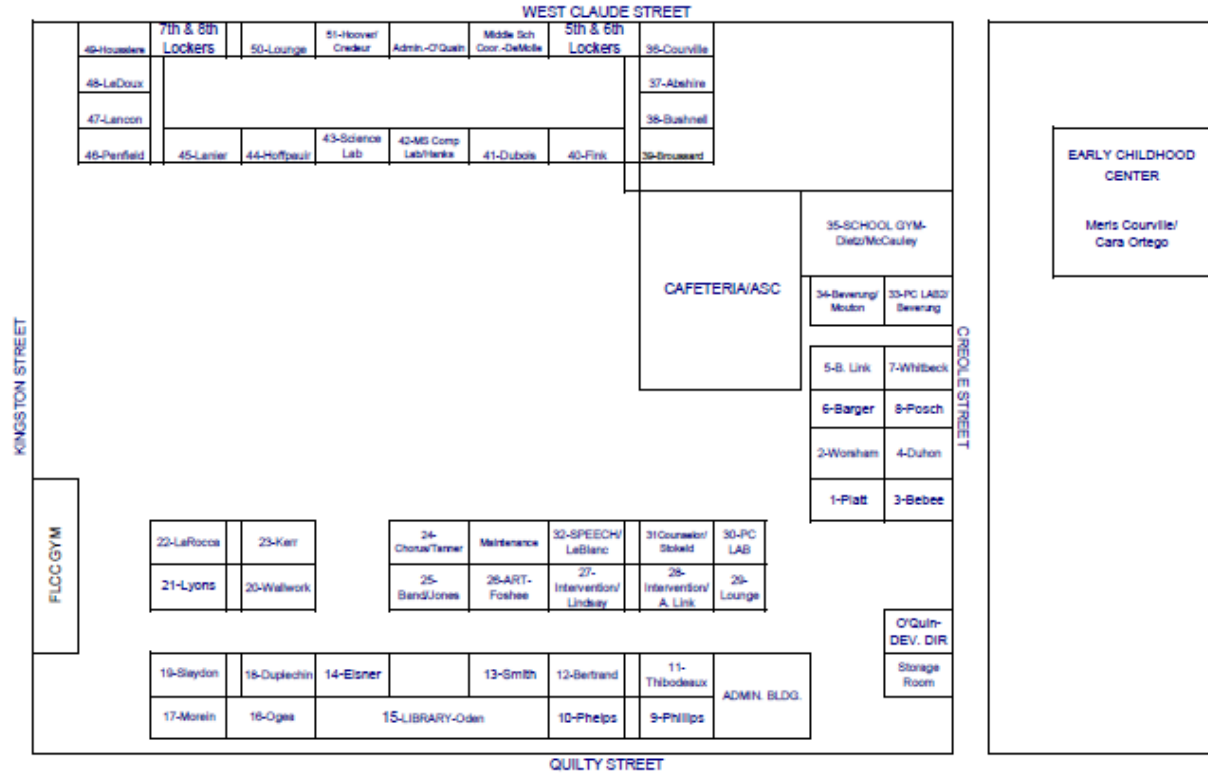 WEST CLAUDE STREET
49-Houssiere
7th & 8th
Lockers
50-Lounge
51-Hoover/
Credeur
Admin.-O'Quain
Middle Sch
Coor.-DeMolle
5th & 6th
Lockers
36-Courville
48-LeDoux
37-Abshire
47-Lancon
38-Bushnell
46-Penfield
45-Lanier
44-Hoffpauir
43-Science
Lab
42-MS Comp
Lab/Hanks
41-Dubois
40-Fink
39-Broussard
EARLY CHILDHOOD
CENTER
Meris Courville/
Cara Ortego
35-SCHOOL GYM-
Dietz/McCauley
CAFETERIA/ASC
34-Beverung/
Mouton
33-PC LAB2/
Beverung
KINGSTON STREET
CREOLE STREET
5-B. Link
7-Whitbeck
6-Barger
8-Posch
2-Worsham
4-Duhon
1-Platt
3-Bebee
FLCC GYM
22-LaRocca
23-Kerr
24-
Chorus/Tanner
Maintenance
32-SPEECH/
LeBlanc
31Counselor/
Stokeld
30-PC
LAB
21-Lyons
20-Wallwork
25-
Band/Jones
26-ART-
Foshee
27-
Intervention/
Lindsay
28-
Intervention/
A. Link
29-
Lounge
O'Quin-
DEV. DIR
Storage
Room
19-Slaydon
18-Duplechin
14-Elsner
13-Smith
12-Bertrand
11-
Thibodeaux
ADMIN. BLDG.
17-Morein
16-Ogea
15-LIBRARY-Oden
10-Phelps
9-Phillips
QUILTY STREET